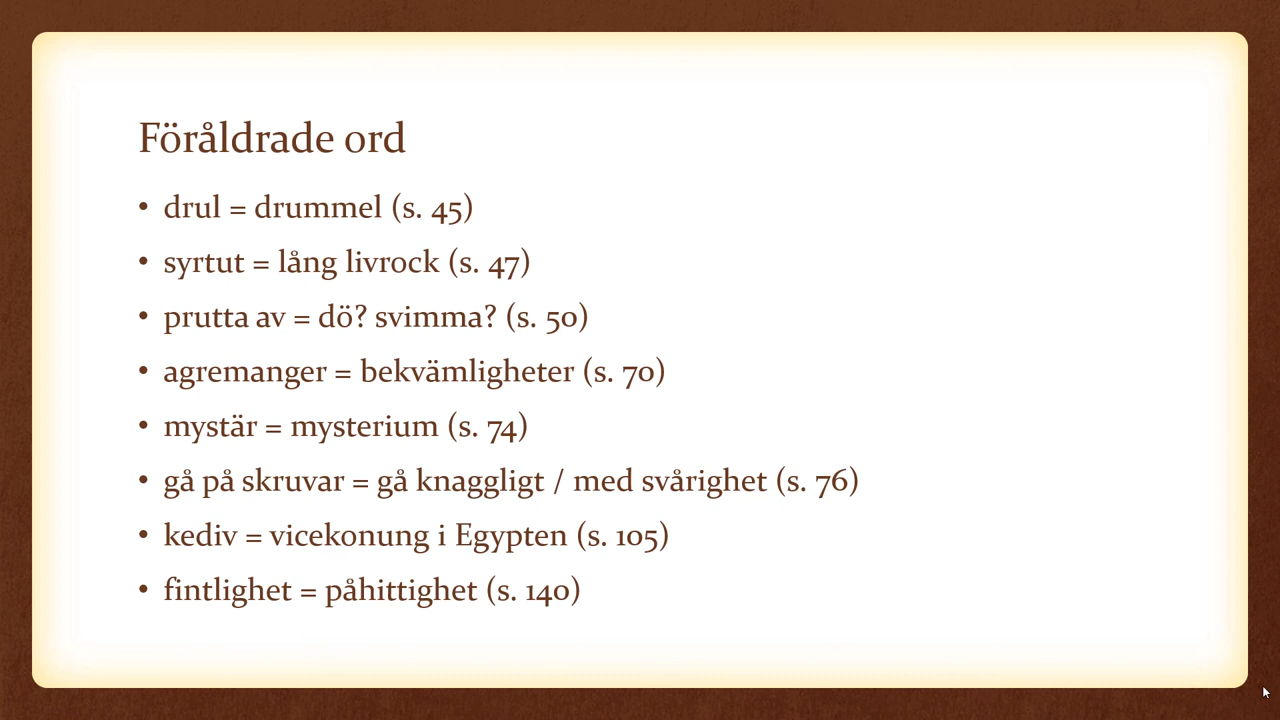 Föråldrade ord
• drul = drummel (s. 45)
• syrtut = lång livrock (s. 47)
• prutta av = dö? svimma? (s. 50)
• agremanger = bekvämligheter (s. 70)
• mystär = mysterium (s. 74)
• gå på skruvar = gå knaggligt / med svårighet (s. 76)
• kediv = vicekonung i Egypten (s. 105)
• fintlighet = påhittighet (s. 140)